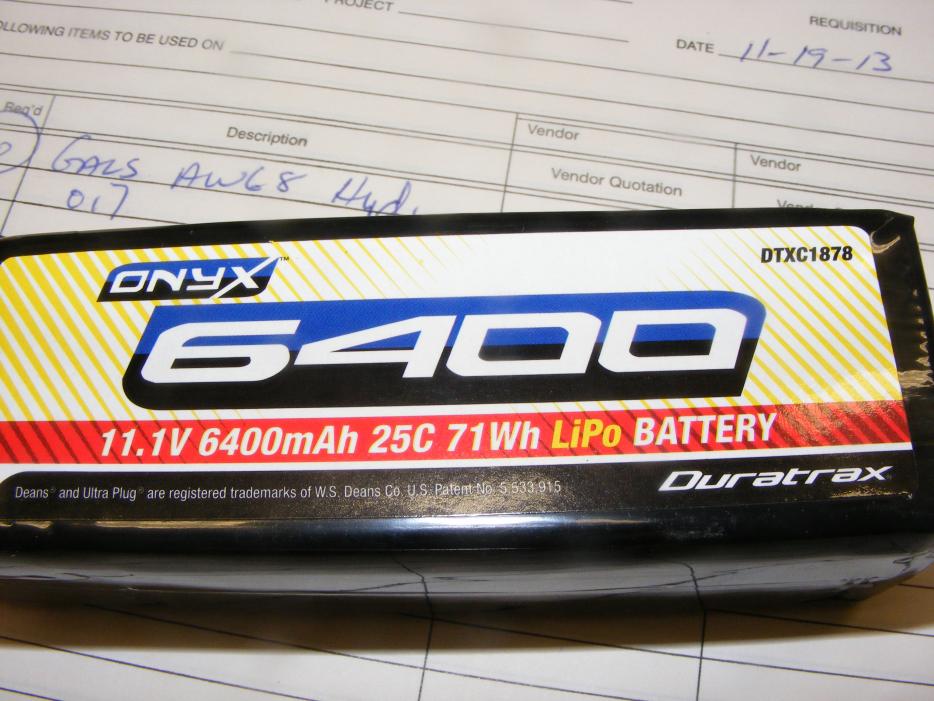 PROJECT
REQUISITION
FOLLOWING ITEMS TO BE USED ON
DATE 11-19-13
Req'd Description Vendor Vendor
GALS AW68 Hyd.
017
Vendor Quotation
ONYX™
DTXC1878
6400
11.1V 6400mAh 25C 71Wh LiPo BATTERY
Deans® and Ultra Plug® are registered trademarks of W.S. Deans Co. U.S. Patent No. 5,533,915
Duratrax